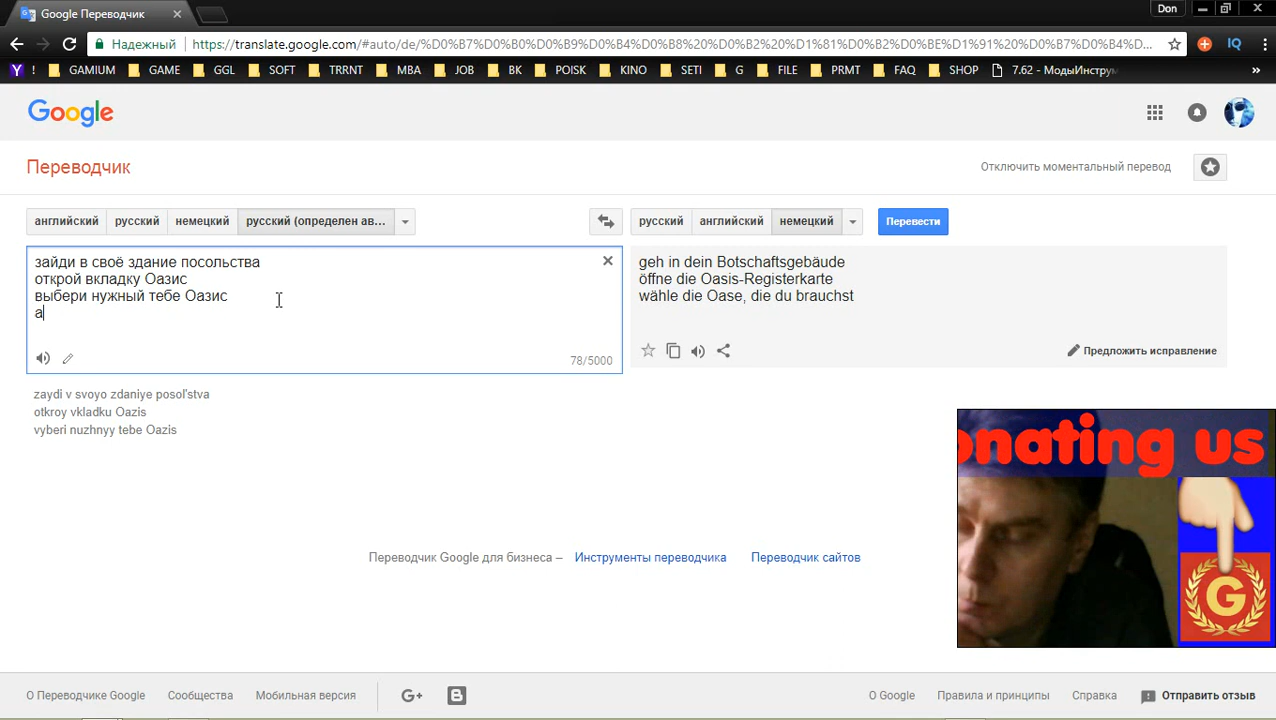 Google Переводчик
Don
Надежный
https://translate.google.com/#auto/de/%D0%B7%D0%B0%D0%B9%D0%B4%D0%B8%20%D0%B2%20%D1%81%D0%B2%D0%BE%D1%91%20%D0%B7%D0%B4%D...
IQ
! GAMIUM GAME GGL SOFT TRRNT MBA JOB BK POISK KINO SETI G FILE PRMT FAQ SHOP 7.62 - МодыИнструм
Google
Переводчик
Отключить моментальный перевод
английский русский немецкий русский (определен ав...
русский английский немецкий Перевести
зайди в своё здание посольства
открой вкладку Оазис
выбери нужный тебе Оазис
а
78/5000
geh in dein Botschaftsgebäude
öffne die Oasis-Registerkarte
wähle die Oase, die du brauchst
Предложить исправление
zaydi v svoyo zdaniye posol'stva
otkroy vkladku Oazis
vyberi nuzhnyy tebe Oazis
onating us
G
Переводчик Google для бизнеса – Инструменты переводчика Переводчик сайтов
О Переводчике Google Сообщества Мобильная версия G+ B О Google Правила и принципы Справка Отправить отзыв